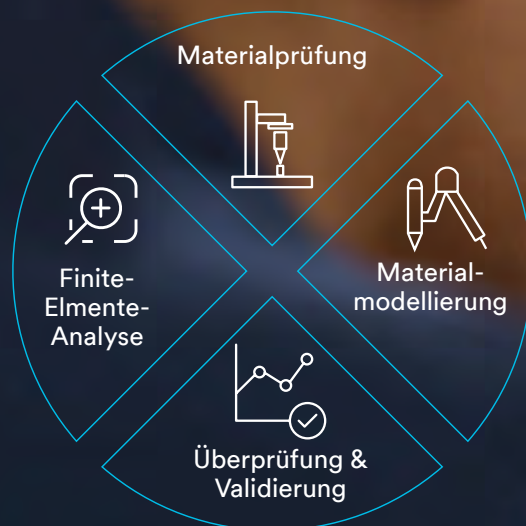 Materialprüfung
Material-
modellierung
Überprüfung &
Validierung
Finite-
Elmente-
Analyse